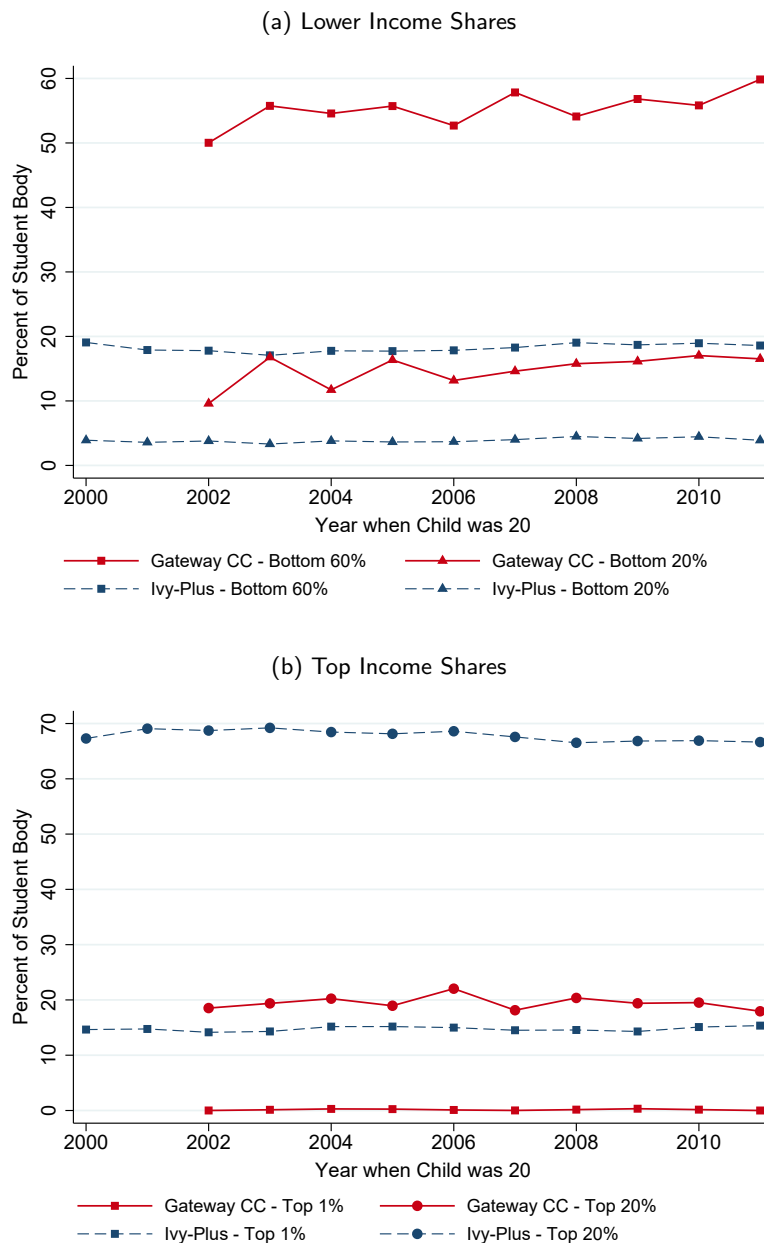 (a) Lower Income Shares
60
50
40
30
20
10
0
Percent of Student Body
2000 2002 2004 2006 2008 2010
Year when Child was 20
Gateway CC - Bottom 60% Gateway CC - Bottom 20%
Ivy-Plus - Bottom 60% Ivy-Plus - Bottom 20%
(b) Top Income Shares
70
60
50
40
30
20
10
0
Percent of Student Body
2000 2002 2004 2006 2008 2010
Year when Child was 20
Gateway CC - Top 1% Gateway CC - Top 20%
Ivy-Plus - Top 1% Ivy-Plus - Top 20%